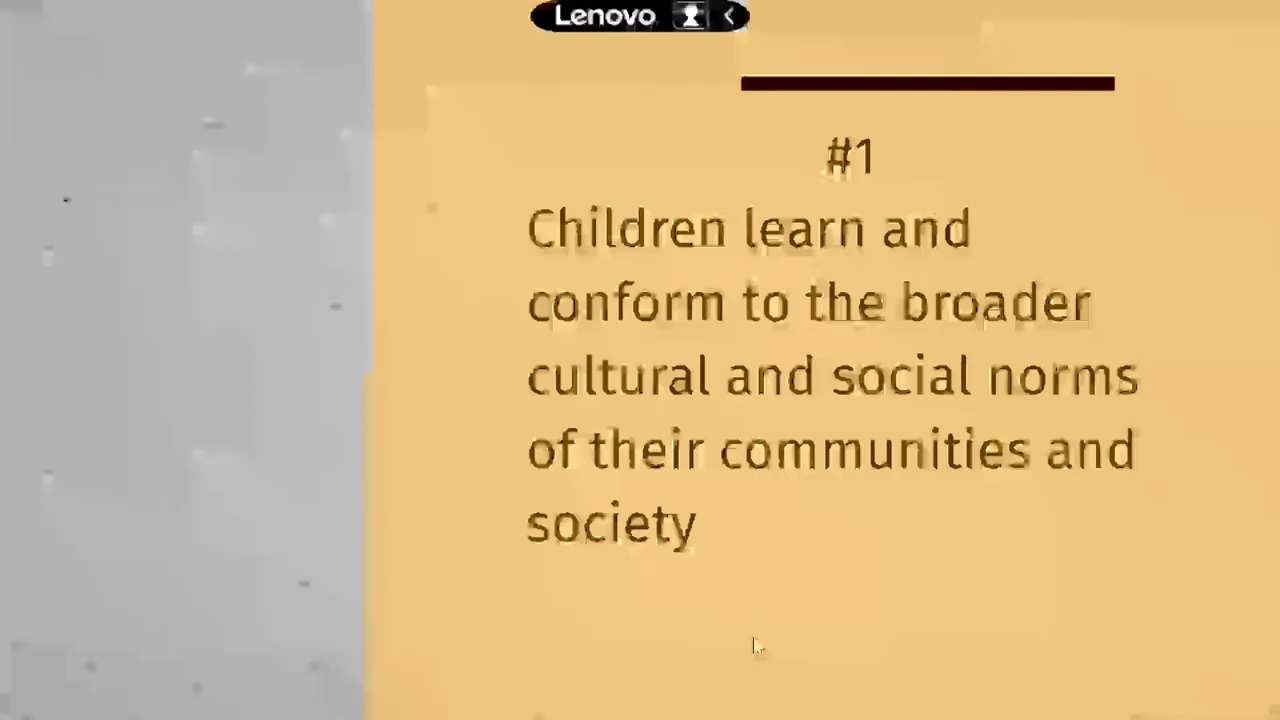 Lenovo
#1
Children learn and
conform to the broader
cultural and social norms
of their communities and
society